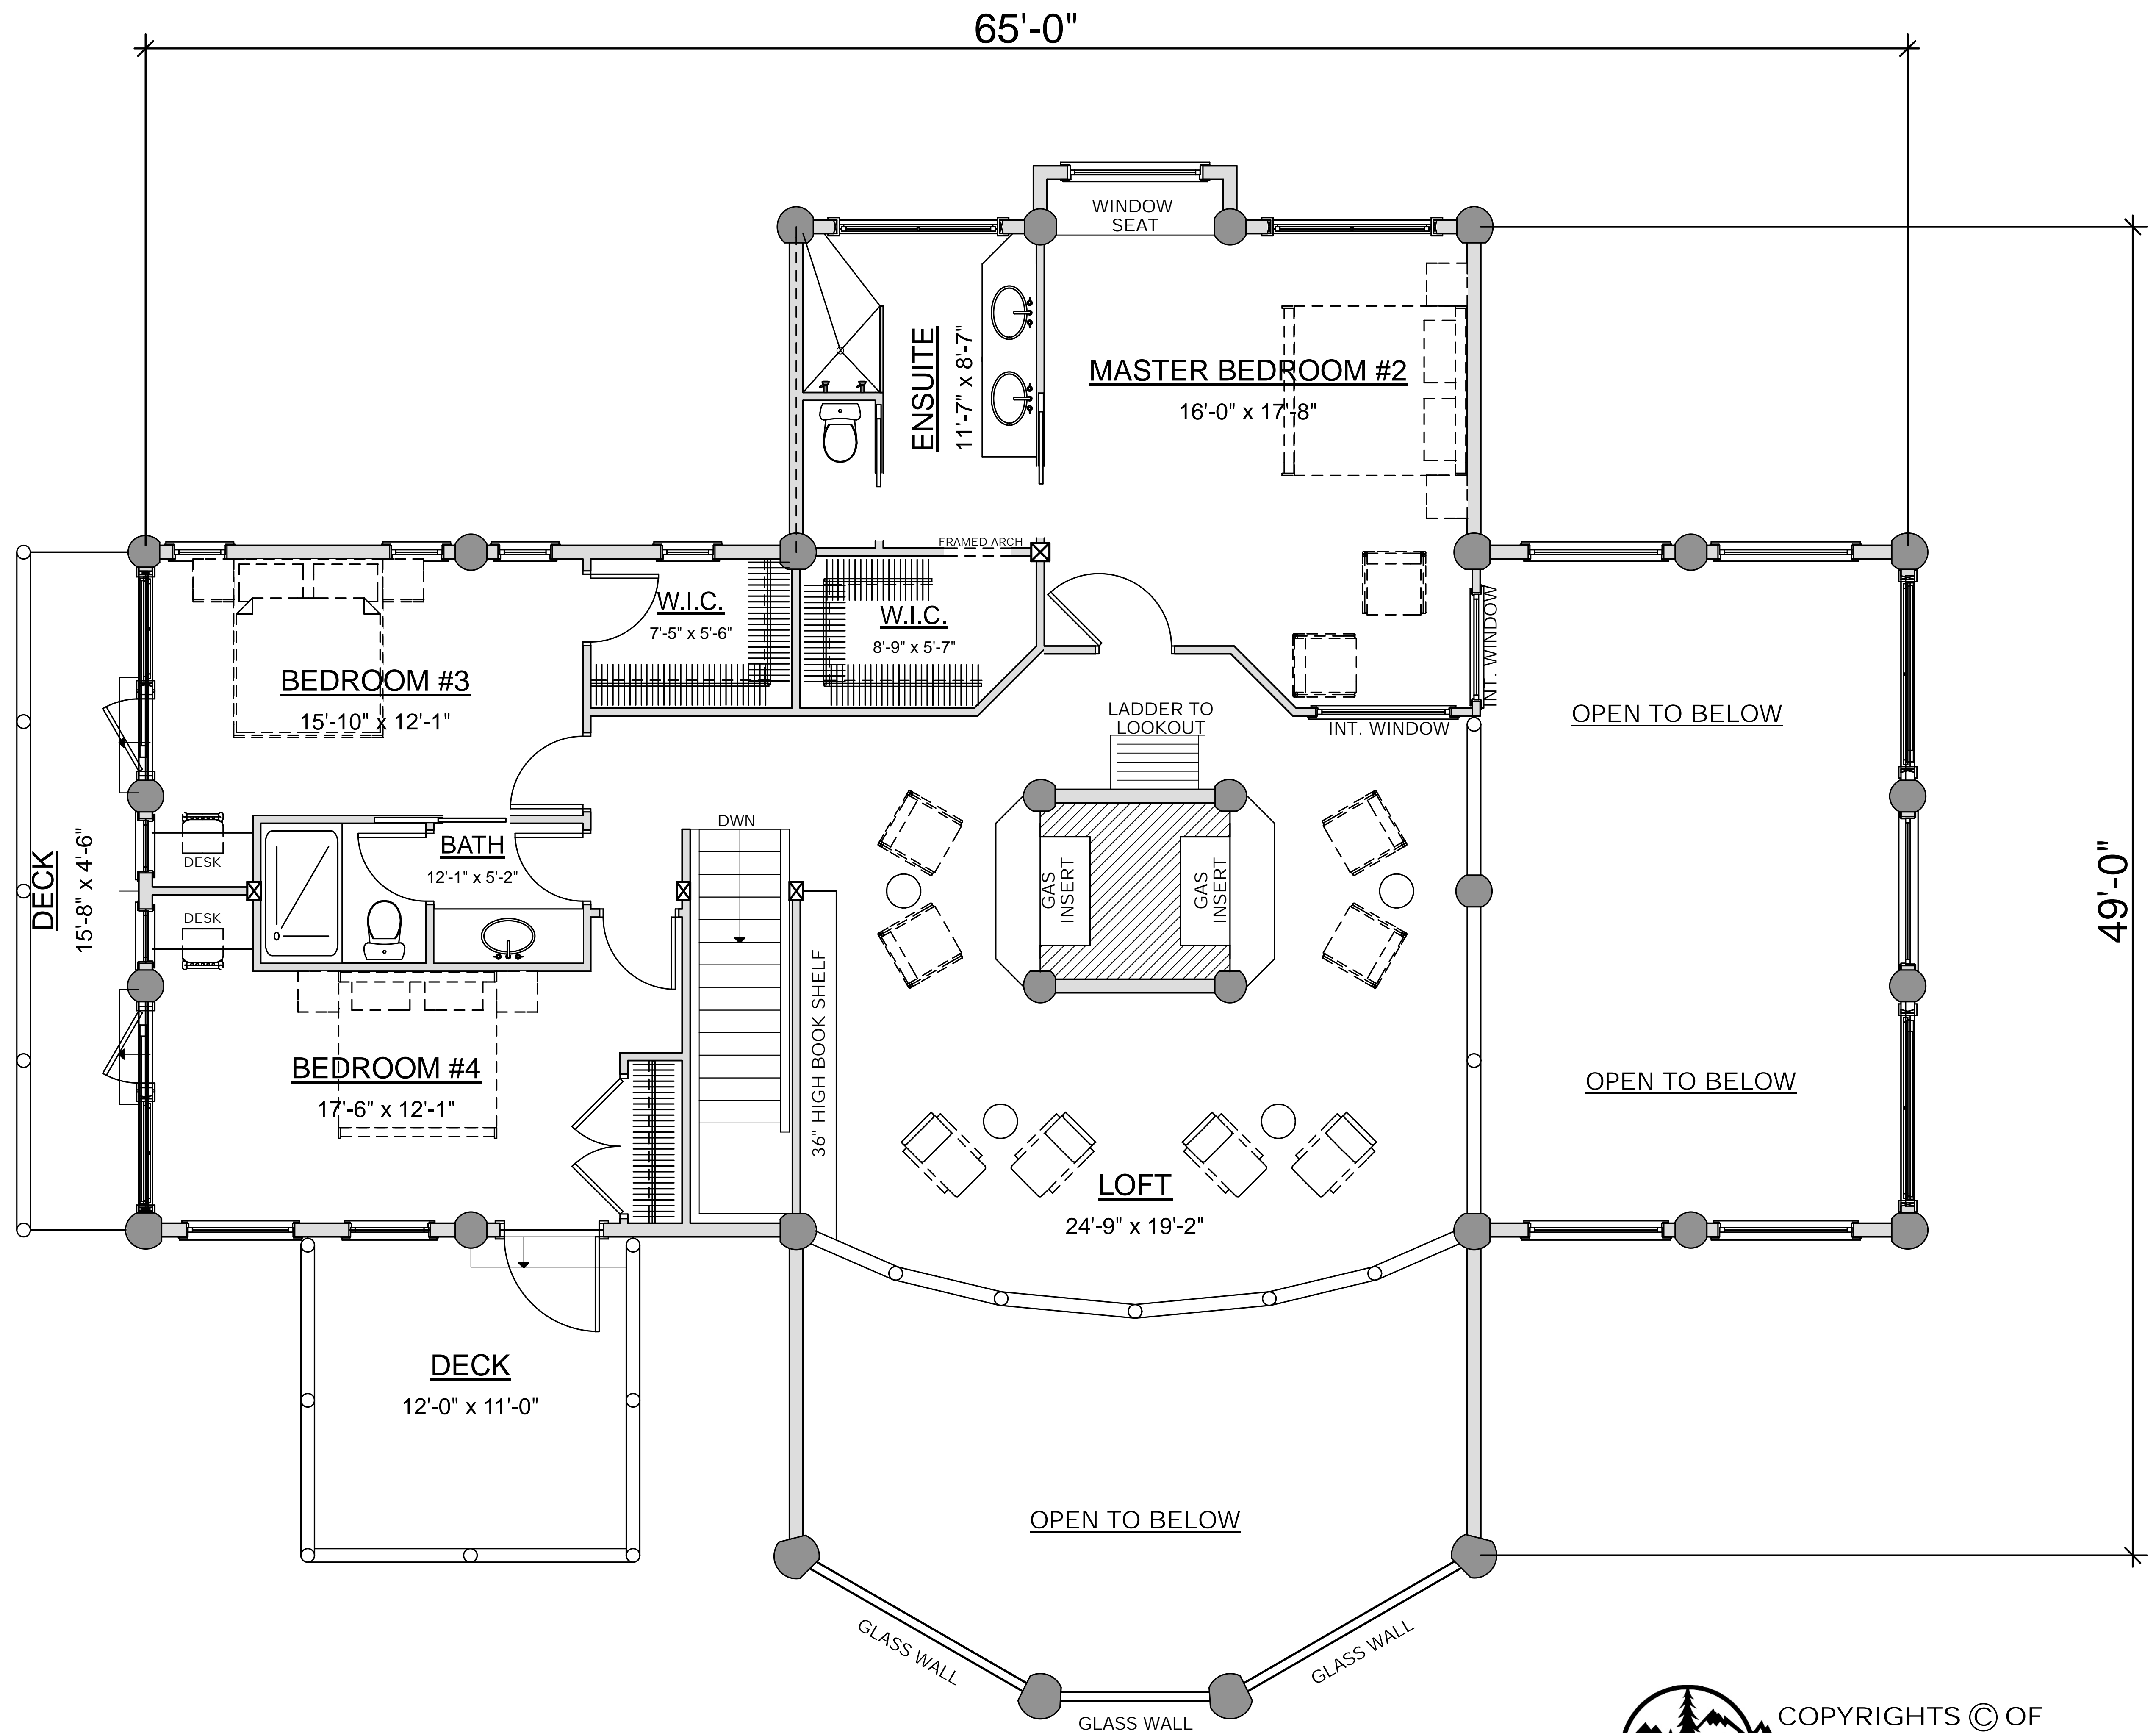 65'-0"
WINDOW
SEAT
ENSUITE
11'-7" x 8'-7"
MASTER BEDROOM #2
16'-0" x 17'-8"
FRAMED ARCH
W.I.C.
7'-5" x 5'-6"
W.I.C.
8'-9" x 5'-7"
INT. WINDOW
BEDROOM #3
15'-10" x 12'-1"
LADDER TO
LOOKOUT
INT. WINDOW
OPEN TO BELOW
DECK
15'-8" x 4'-6"
DESK
BATH
12'-1" x 5'-2"
DWN
GAS
INSERT
GAS
INSERT
49'-0"
DESK
36" HIGH BOOK SHELF
BEDROOM #4
17'-6" x 12'-1"
OPEN TO BELOW
LOFT
24'-9" x 19'-2"
DECK
12'-0" x 11'-0"
OPEN TO BELOW
GLASS WALL
GLASS WALL
GLASS WALL
COPYRIGHTS © OF